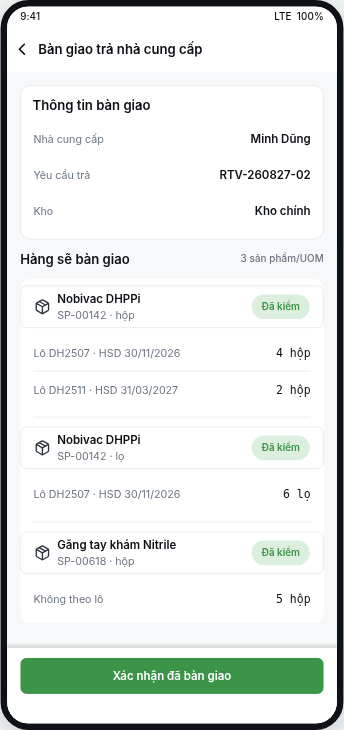 9:41 LTE 100%
Bàn giao trả nhà cung cấp
Thông tin bàn giao
Nhà cung cấp Minh Dũng
Yêu cầu trả RTV-260827-02
Kho Kho chính
Hàng sẽ bàn giao 3 sản phẩm/UOM
Nobivac DHPPi
SP-00142 · hộp
Đã kiểm
Lô DH2507 · HSD 30/11/2026 4 hộp
Lô DH2511 · HSD 31/03/2027 2 hộp
Nobivac DHPPi
SP-00142 · lọ
Đã kiểm
Lô DH2507 · HSD 30/11/2026 6 lọ
Găng tay khám Nitrile
SP-00618 · hộp
Đã kiểm
Không theo lô 5 hộp
Xác nhận đã bàn giao